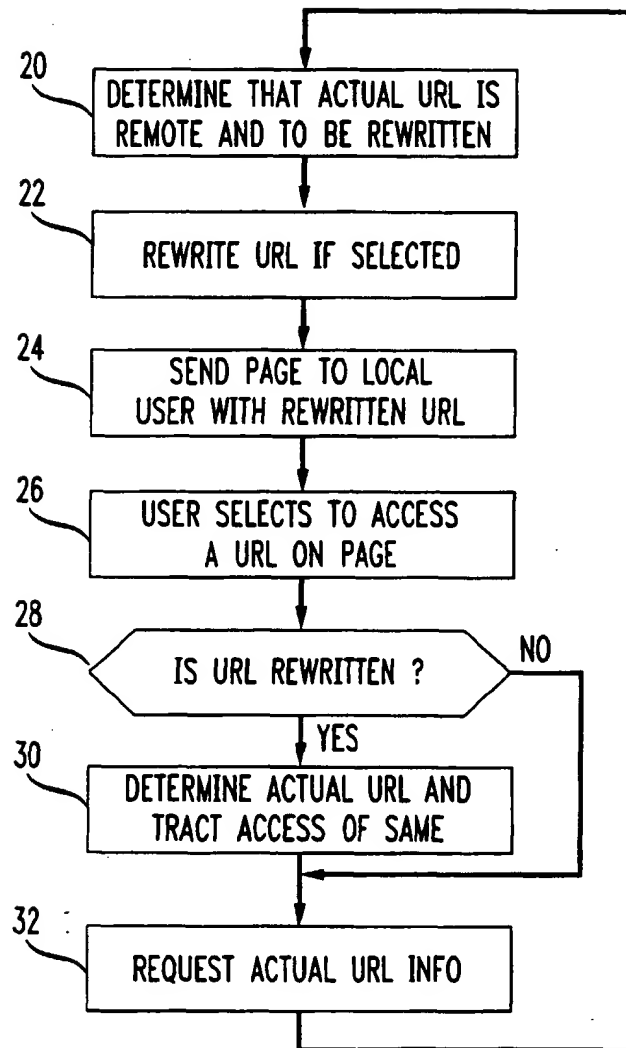 20
DETERMINE THAT ACTUAL URL IS
REMOTE AND TO BE REWRITTEN
22
REWRITE URL IF SELECTED
24
SEND PAGE TO LOCAL
USER WITH REWRITTEN URL
26
USER SELECTS TO ACCESS
A URL ON PAGE
28
IS URL REWRITTEN ?
NO
YES
30
DETERMINE ACTUAL URL AND
TRACT ACCESS OF SAME
32
REQUEST ACTUAL URL INFO